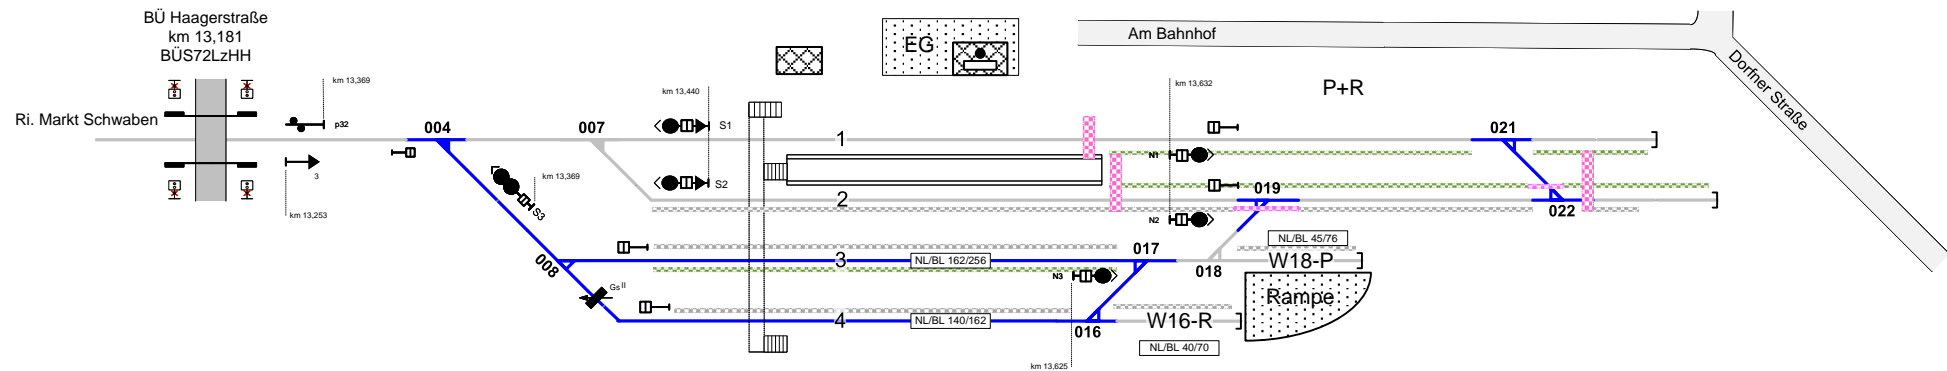 BÜ Haagerstraße
km 13,181
BÜS72LzHH
EG
Am Bahnhof
Dorfner Straße
P+R
km 13,369
km 13,440
km 13,632
Ri. Markt Schwaben
p32
004
007
S1
1
021
N1
3
km 13,369
S3
S2
2
019
km 13,253
N2
022
NL/BL 45/76
017
008
3
NL/BL 162/256
018
W18-P
N3
Gs II
Rampe
4
NL/BL 140/162
016
W16-R
NL/BL 40/70
km 13,625